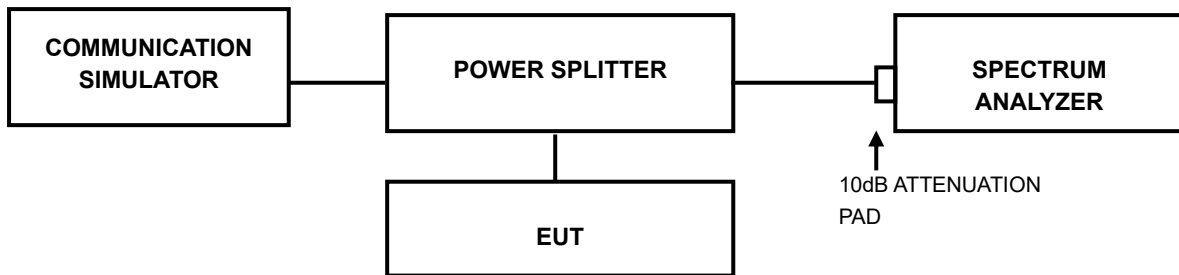 COMMUNICATION
SIMULATOR
POWER SPLITTER
SPECTRUM
ANALYZER
10dB ATTENUATION
PAD
EUT